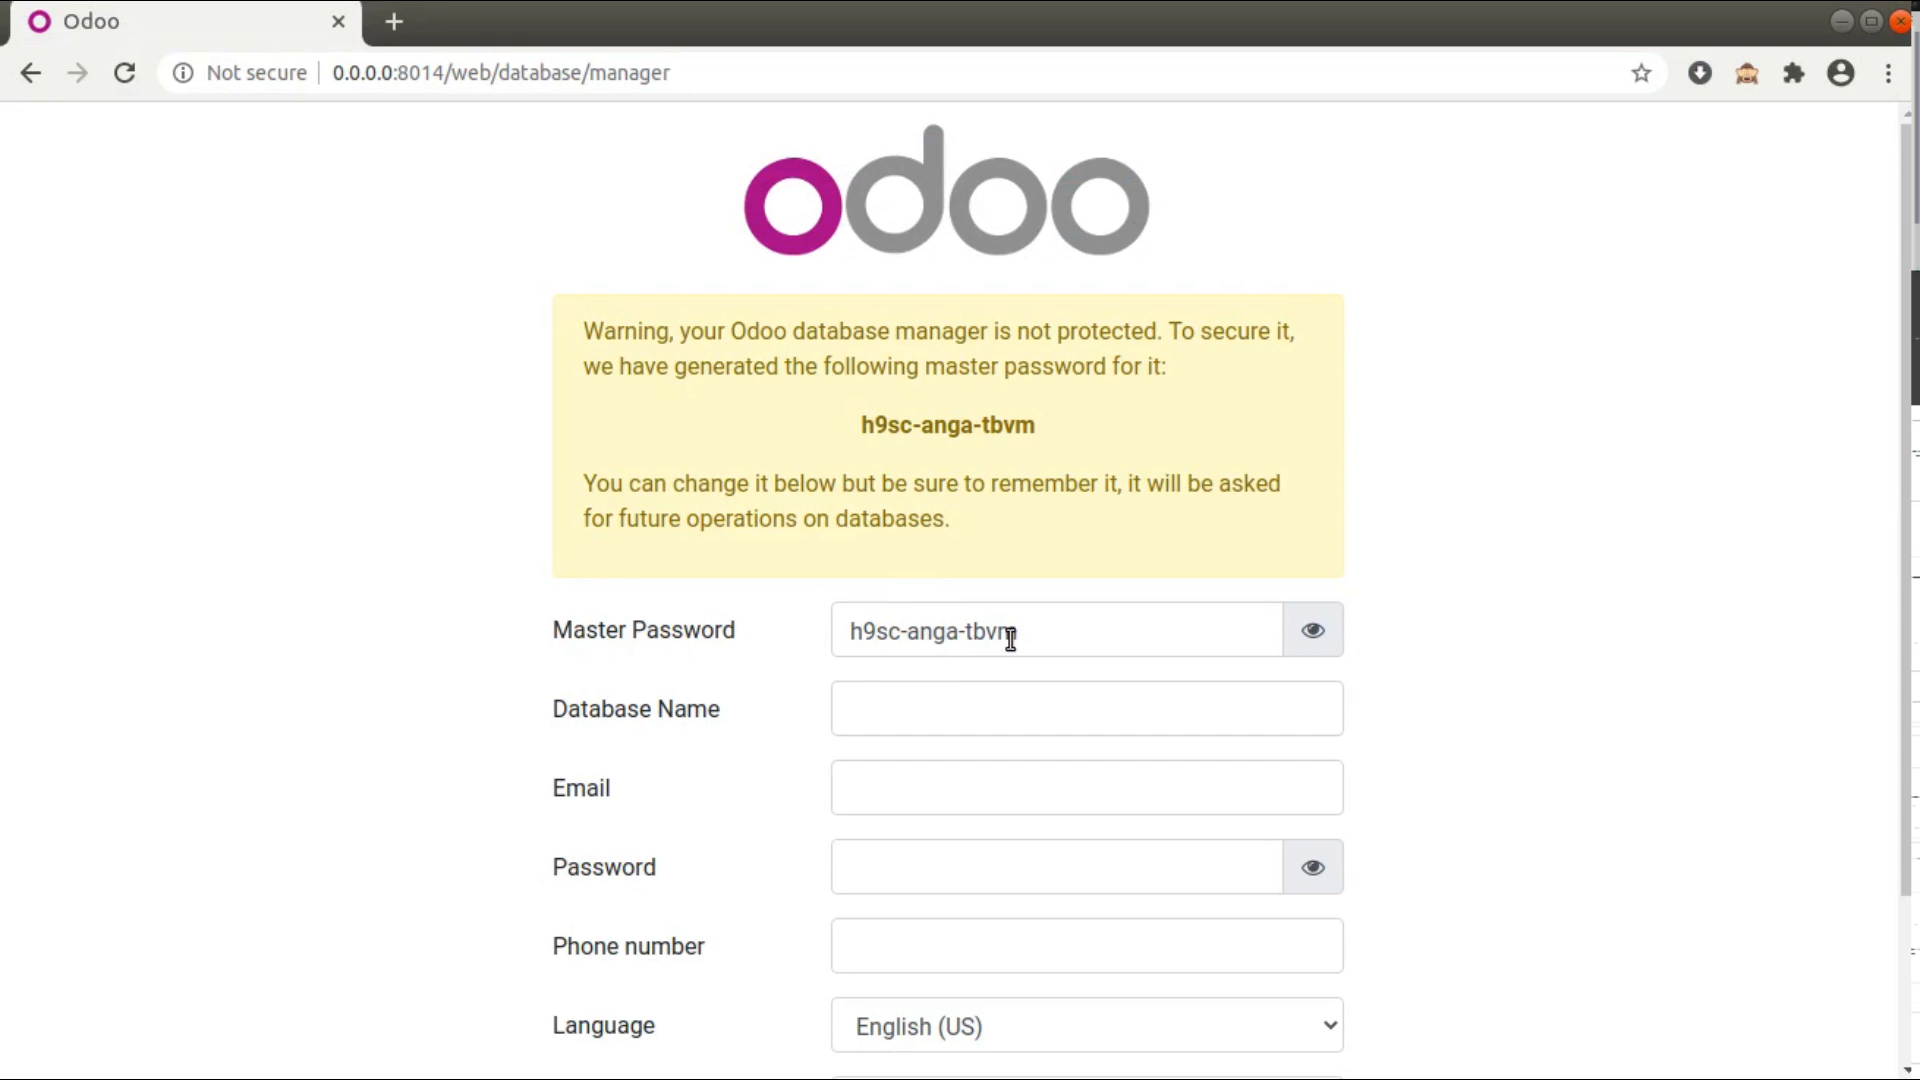 Odoo
Not secure
0.0.0.0:8014/web/database/manager
odoo
Warning, your Odoo database manager is not protected. To secure it,
we have generated the following master password for it:
h9sc-anga-tbvm
You can change it below but be sure to remember it, it will be asked
for future operations on databases.
Master Password
h9sc-anga-tbvm
Database Name
Email
Password
Phone number
Language
English (US)